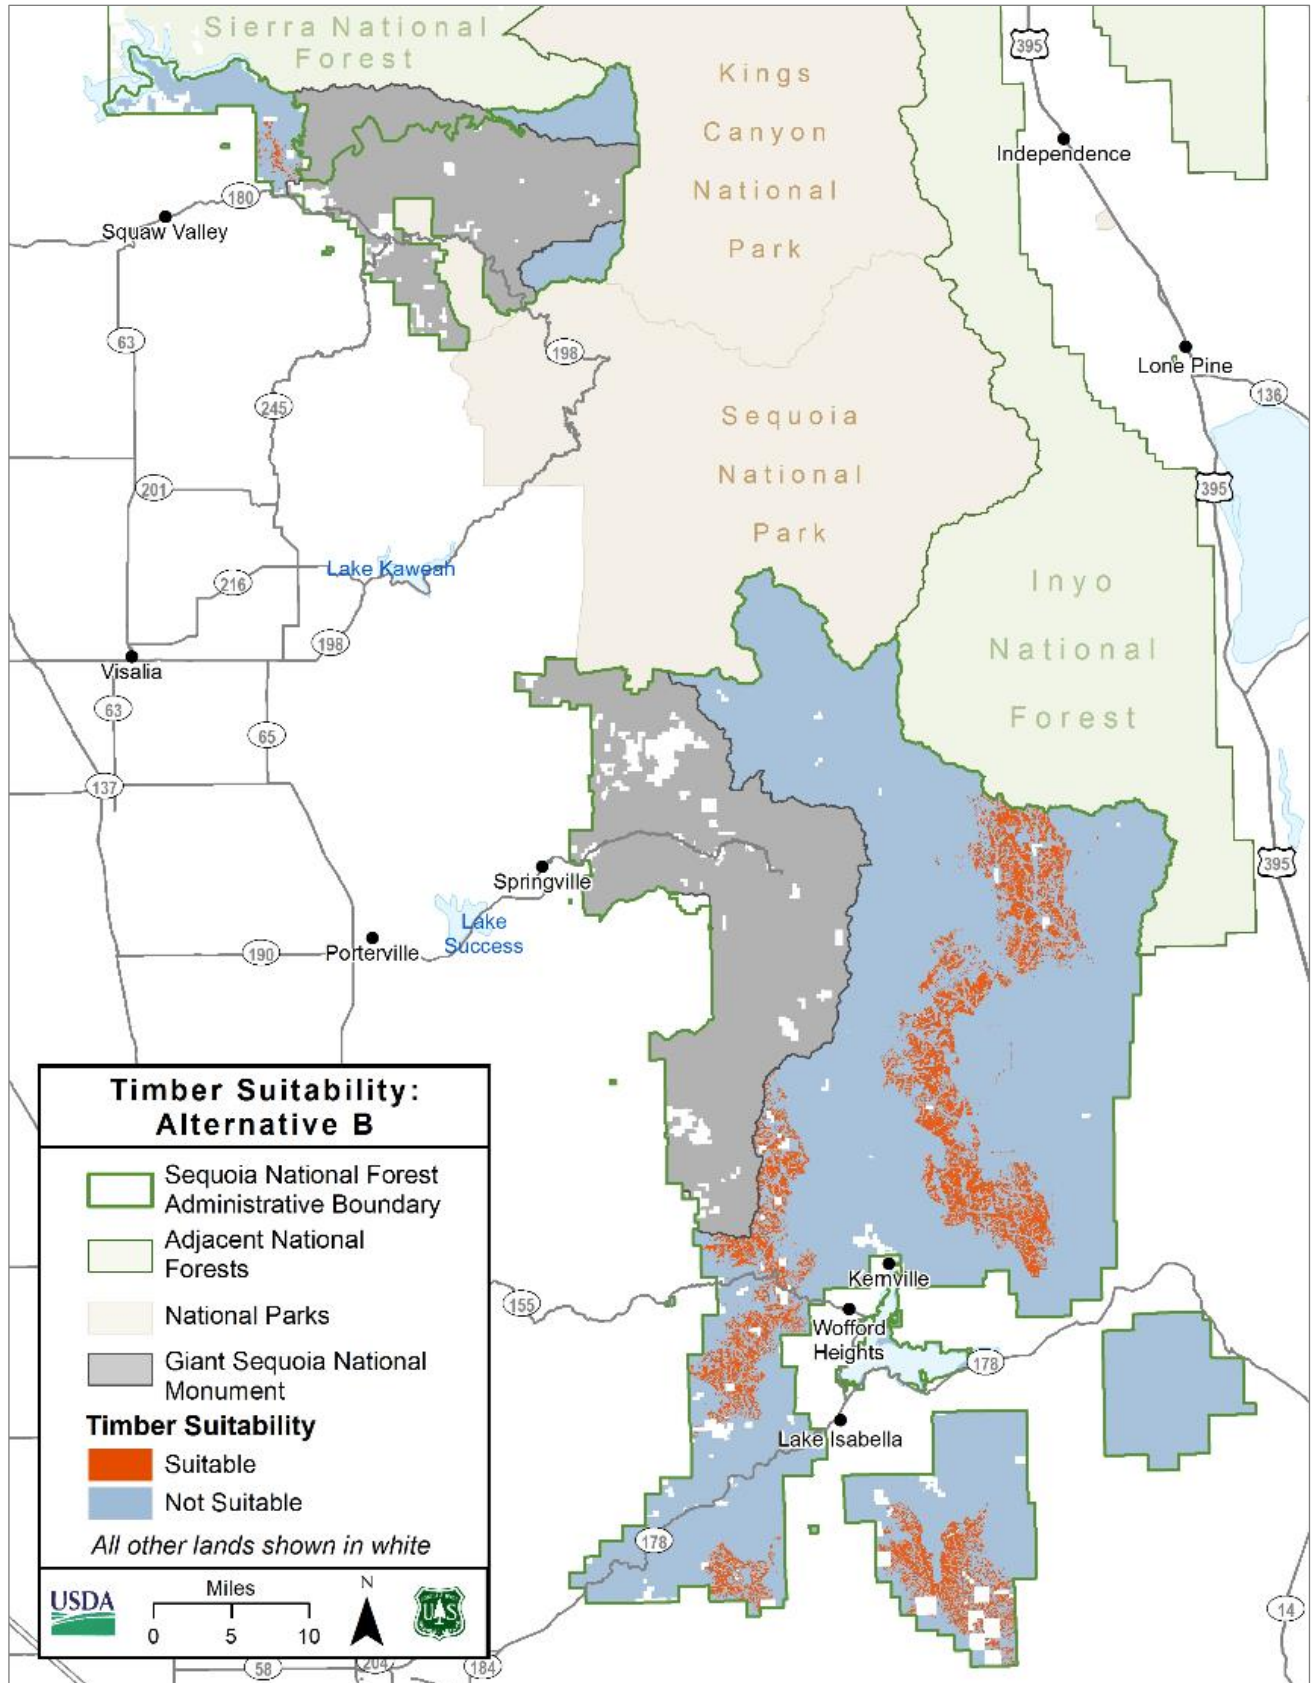 Sierra National
Forest
Kings
Canyon
National
Park
395
Independence
180
Squaw Valley
63
198
Lone Pine
136
245
Sequoia
National
Park
201
395
Lake Kaweah
216
Inyo
National
Forest
198
Visalia
63
65
137
395
Springville
Lake
Success
190
Porterville
Timber Suitability:
Alternative B
Sequoia National Forest
Administrative Boundary
Adjacent National
Forests
National Parks
Giant Sequoia National
Monument
Timber Suitability
Suitable
Not Suitable
All other lands shown in white
USDA
Miles
0 5 10
N
U S
Kernville
155
Wofford
Heights
178
Lake Isabella
178
14
58
204
184